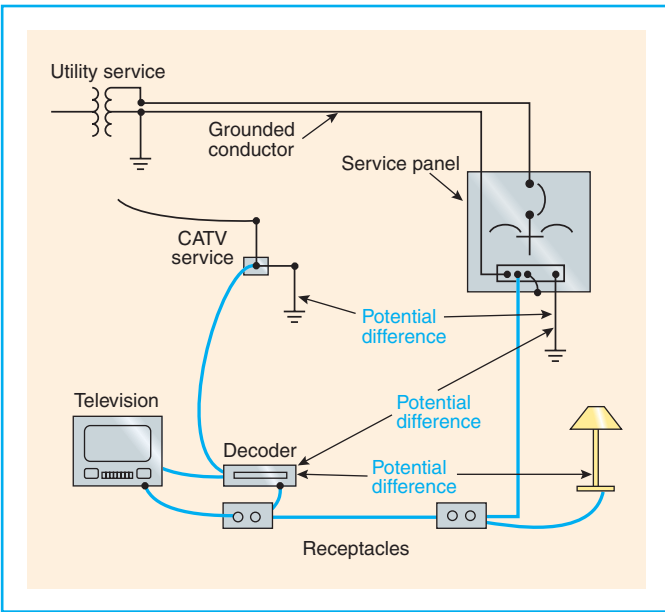 Utility service
Grounded
conductor
Service panel
CATV
service
Potential
difference
Television
Potential
difference
Decoder
Potential
difference
Receptacles